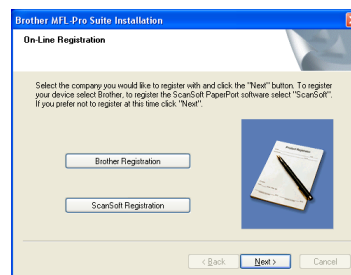 Brother MFL-Pro Suite Installation
On-Line Registration
Select the company you would like to register with and click the "Next" button. To register
your device select Brother, to register the ScanSoft PaperPort software select "ScanSoft".
If you prefer not to register at this time click "Next".
Brother Registration
ScanSoft Registration
< Back
Next >
Cancel